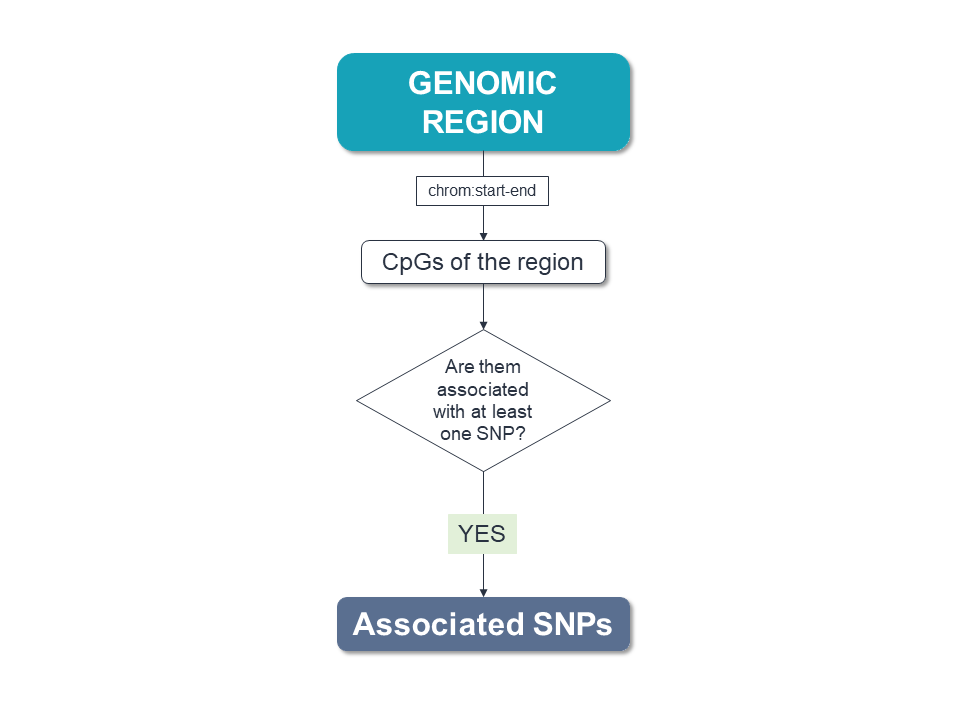 GENOMIC
REGION
chrom:start-end
CpGs of the region
Are them
associated
with at least
one SNP?
YES
Associated SNPs